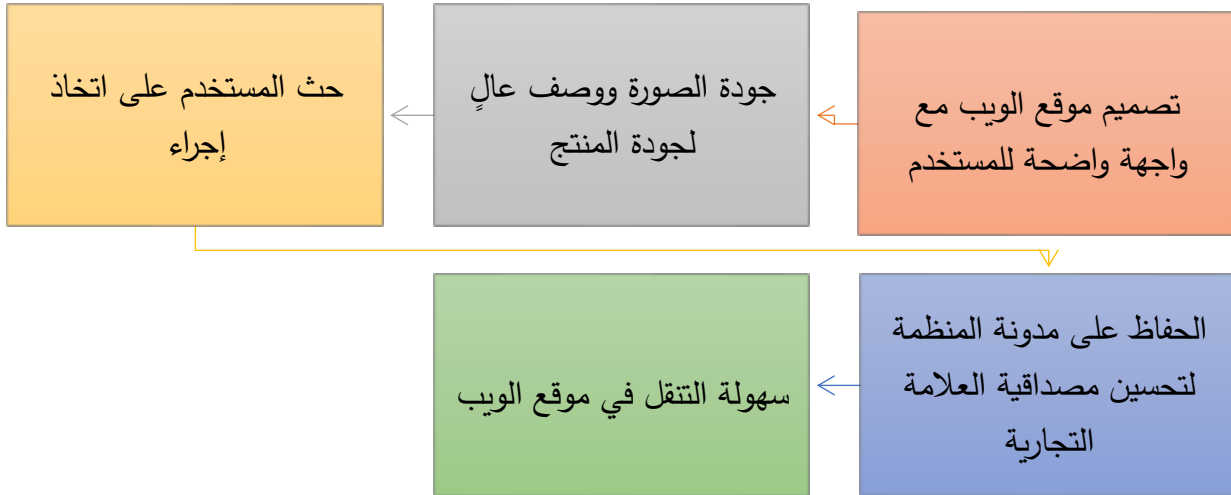 تصميم موقع الويب مع
واجهة واضحة للمستخدم
جودة الصورة ووصف عالٍ
لجودة المنتج
حث المستخدم على اتخاذ
إجراء
الحفاظ على مدونة المنظمة
لتحسين مصداقية العلامة
التجارية
سهولة التنقل في موقع الويب